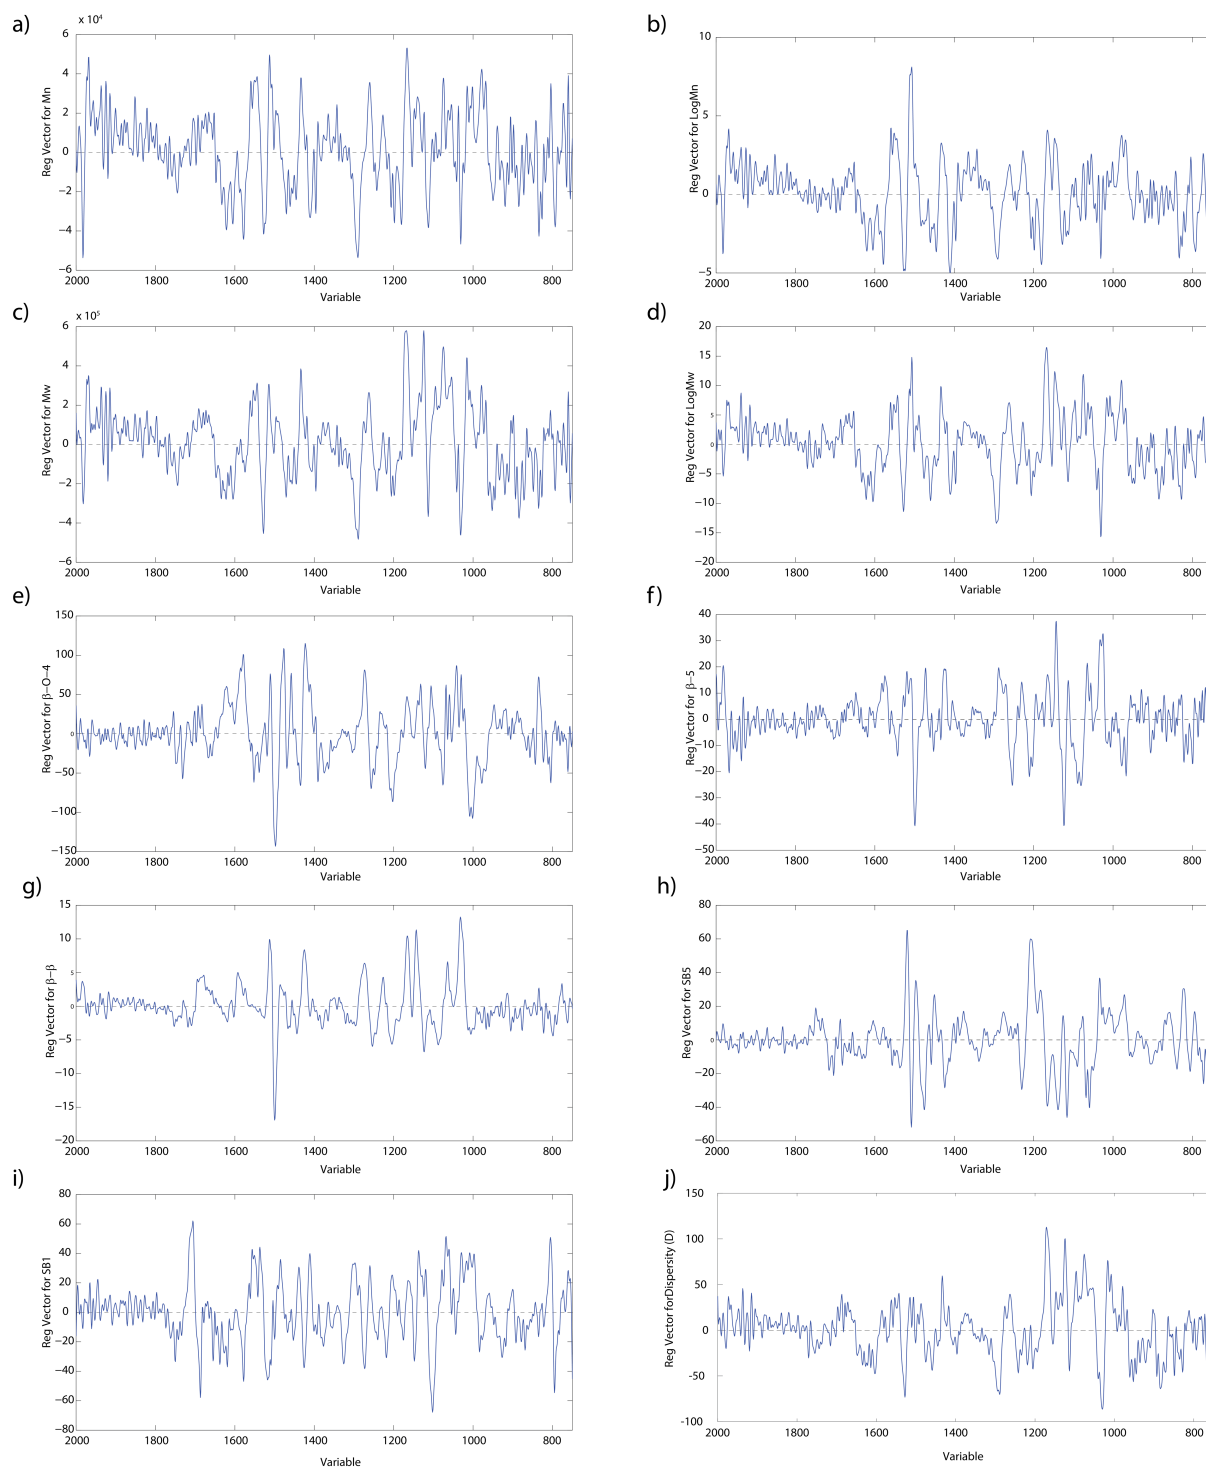 a)
x 10⁴
6
4
2
0
−2
−4
−6
Reg Vector for Mn
2000 1800 1600 1400 1200 1000 800
Variable
b)
10
5
0
−5
Reg Vector for LogMn
2000 1800 1600 1400 1200 1000 800
Variable
c)
x 10⁵
6
4
2
0
−2
−4
−6
Reg Vector for Mw
2000 1800 1600 1400 1200 1000 800
Variable
d)
20
15
10
5
0
−5
−10
−15
−20
Reg Vector for LogMw
2000 1800 1600 1400 1200 1000 800
Variable
e)
150
100
50
0
−50
−100
−150
Reg Vector for β−O−4
2000 1800 1600 1400 1200 1000 800
Variable
f)
40
30
20
10
0
−10
−20
−30
−40
−50
Reg Vector for β−5
2000 1800 1600 1400 1200 1000 800
Variable
g)
15
10
5
0
−5
−10
−15
−20
Reg Vector for β−β
2000 1800 1600 1400 1200 1000 800
Variable
h)
80
60
40
20
0
−20
−40
−60
Reg Vector for SB5
2000 1800 1600 1400 1200 1000 800
Variable
i)
80
60
40
20
0
−20
−40
−60
−80
Reg Vector for SB1
2000 1800 1600 1400 1200 1000 800
Variable
j)
150
100
50
0
-50
-100
Reg Vector forDispersity (D)
2000 1800 1600 1400 1200 1000 800
Variable